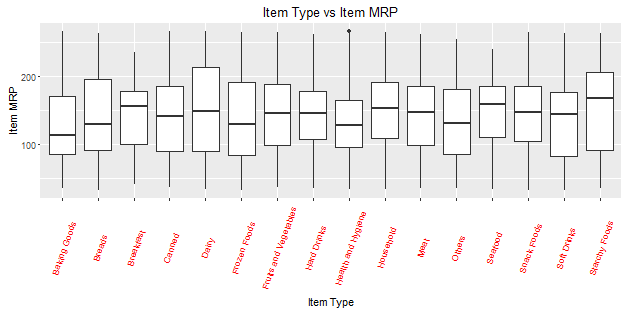 Item Type vs Item MRP
Item MRP
200
100
Baking Goods
Breads
Breakfast
Canned
Dairy
Frozen Foods
Fruits and Vegetables
Hard Drinks
Health and Hygiene
Household
Meat
Others
Seafood
Snack Foods
Soft Drinks
Starchy Foods
Item Type